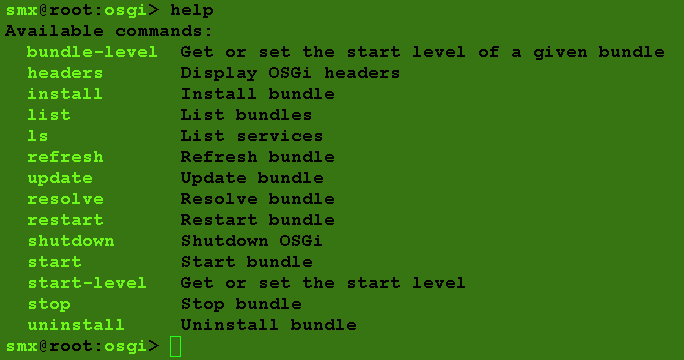 smx@root:osgi> help
Available commands:
bundle-level Get or set the start level of a given bundle
headers Display OSGi headers
install Install bundle
list List bundles
ls List services
refresh Refresh bundle
update Update bundle
resolve Resolve bundle
restart Restart bundle
shutdown Shutdown OSGi
start Start bundle
start-level Get or set the start level
stop Stop bundle
uninstall Uninstall bundle
smx@root:osgi>